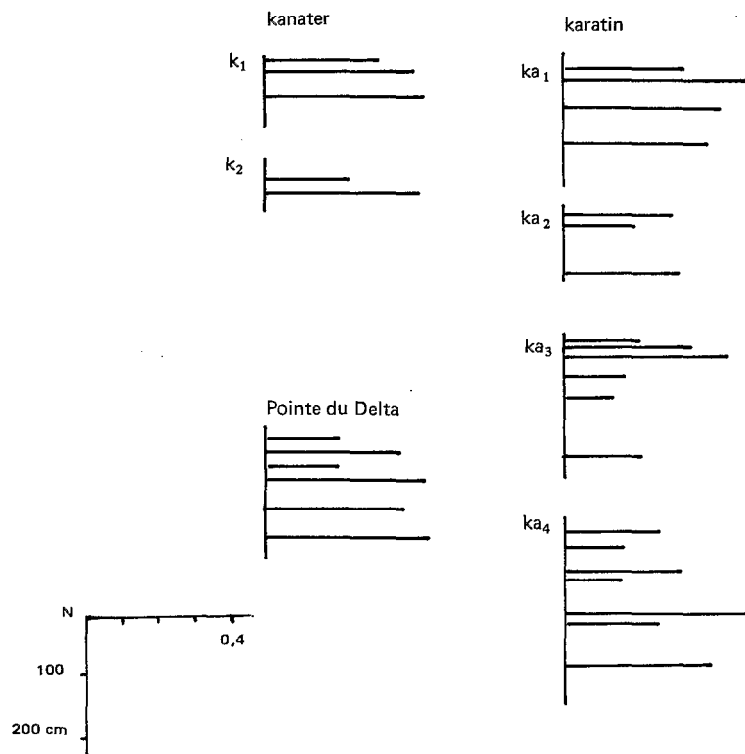 kanater
k1
k2
Pointe du Delta
karatin
ka1
ka2
ka3
ka4
N
0,4
100
200 cm